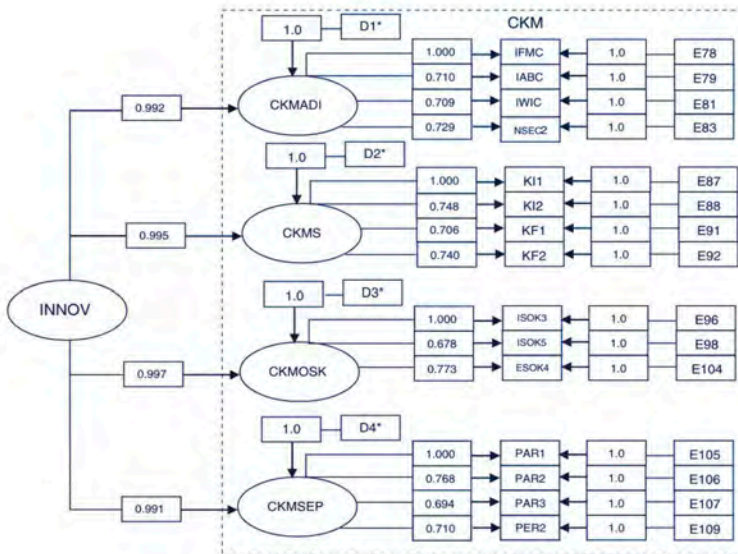 CKM
1.0 D1*
1.000 IFMC 1.0 E78
0.710 IABC 1.0 E79
0.992 CKMADI 0.709 IWIC 1.0 E81
0.729 NSEC2 1.0 E83
1.0 D2*
1.000 KI1 1.0 E87
0.748 KI2 1.0 E88
0.995 CKMS 0.706 KF1 1.0 E91
0.740 KF2 1.0 E92
INNOV
1.0 D3*
1.000 ISOK3 1.0 E96
0.678 ISOK5 1.0 E98
0.997 CKMOSK 0.773 ESOK4 1.0 E104
1.0 D4*
1.000 PAR1 1.0 E105
0.768 PAR2 1.0 E106
0.991 CKMSEP 0.694 PAR3 1.0 E107
0.710 PER2 1.0 E109